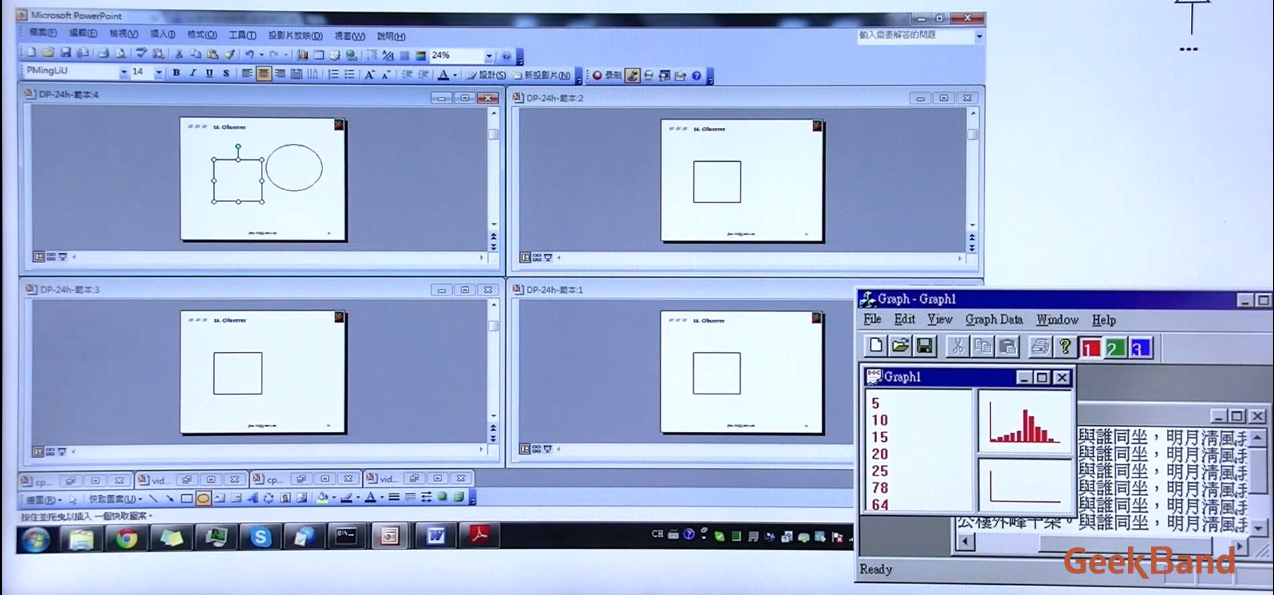 Microsoft PowerPoint
檔案(F) 編輯(E) 檢視(V) 插入(I) 格式(O) 工具(T) 投影片放映(D) 視窗(W) 說明(H)
輸入需要解答的問題
24%
PMingLiU 14 B I U S A A A 設計(S) 新投影片(N) 录制
DP-24h-範本:4
DP-24h-範本:2
16. Observer
16. Observer
DP-24h-範本:3
DP-24h-範本:1
16. Observer
16. Observer
Graph - Graph1
File Edit View Graph Data Window Help
1 2 3
Graph1
5
10
15
20
25
78
64
與誰同坐，明月清風
與誰同坐，明月清風
與誰同坐，明月清風
與誰同坐，明月清風
與誰同坐，明月清風
與誰同坐，明月清風
cp... vid... cp... vid...
繪圖(R) 快取圖案(U)
按住並拖曳以插入一個快取圖案。
CH
Ready
GeekBand